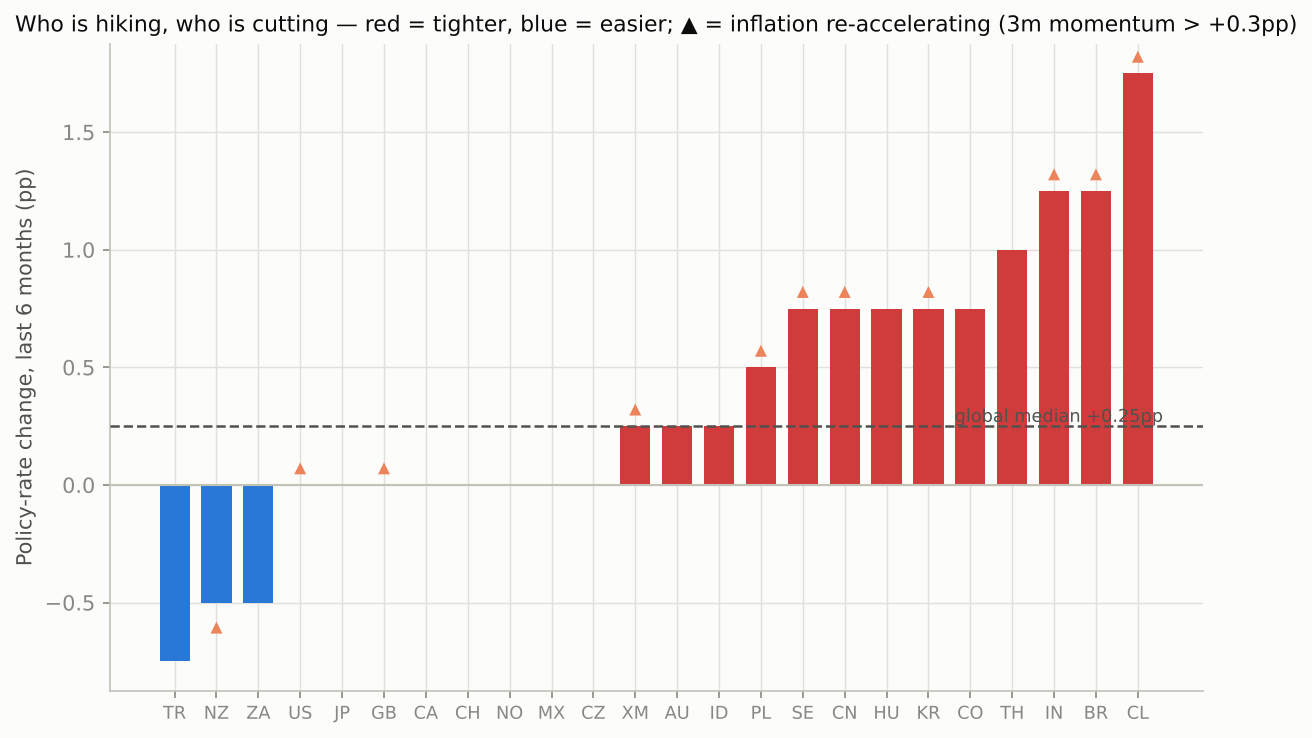 Who is hiking, who is cutting — red = tighter, blue = easier; ▲ = inflation re-accelerating (3m momentum > +0.3pp)
Policy-rate change, last 6 months (pp)
1.5
1.0
0.5
0.0
−0.5
global median +0.25pp
TR NZ ZA US JP GB CA CH NO MX CZ XM AU ID PL SE CN HU KR CO TH IN BR CL